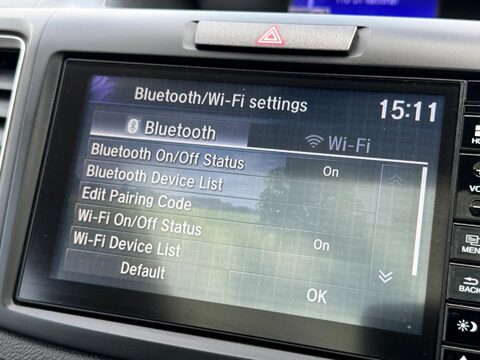 Bluetooth/Wi-Fi settings
15:11
Bluetooth
Wi-Fi
Bluetooth On/Off Status On
Bluetooth Device List
Edit Pairing Code
Wi-Fi On/Off Status On
Wi-Fi Device List
Default
OK
BACK